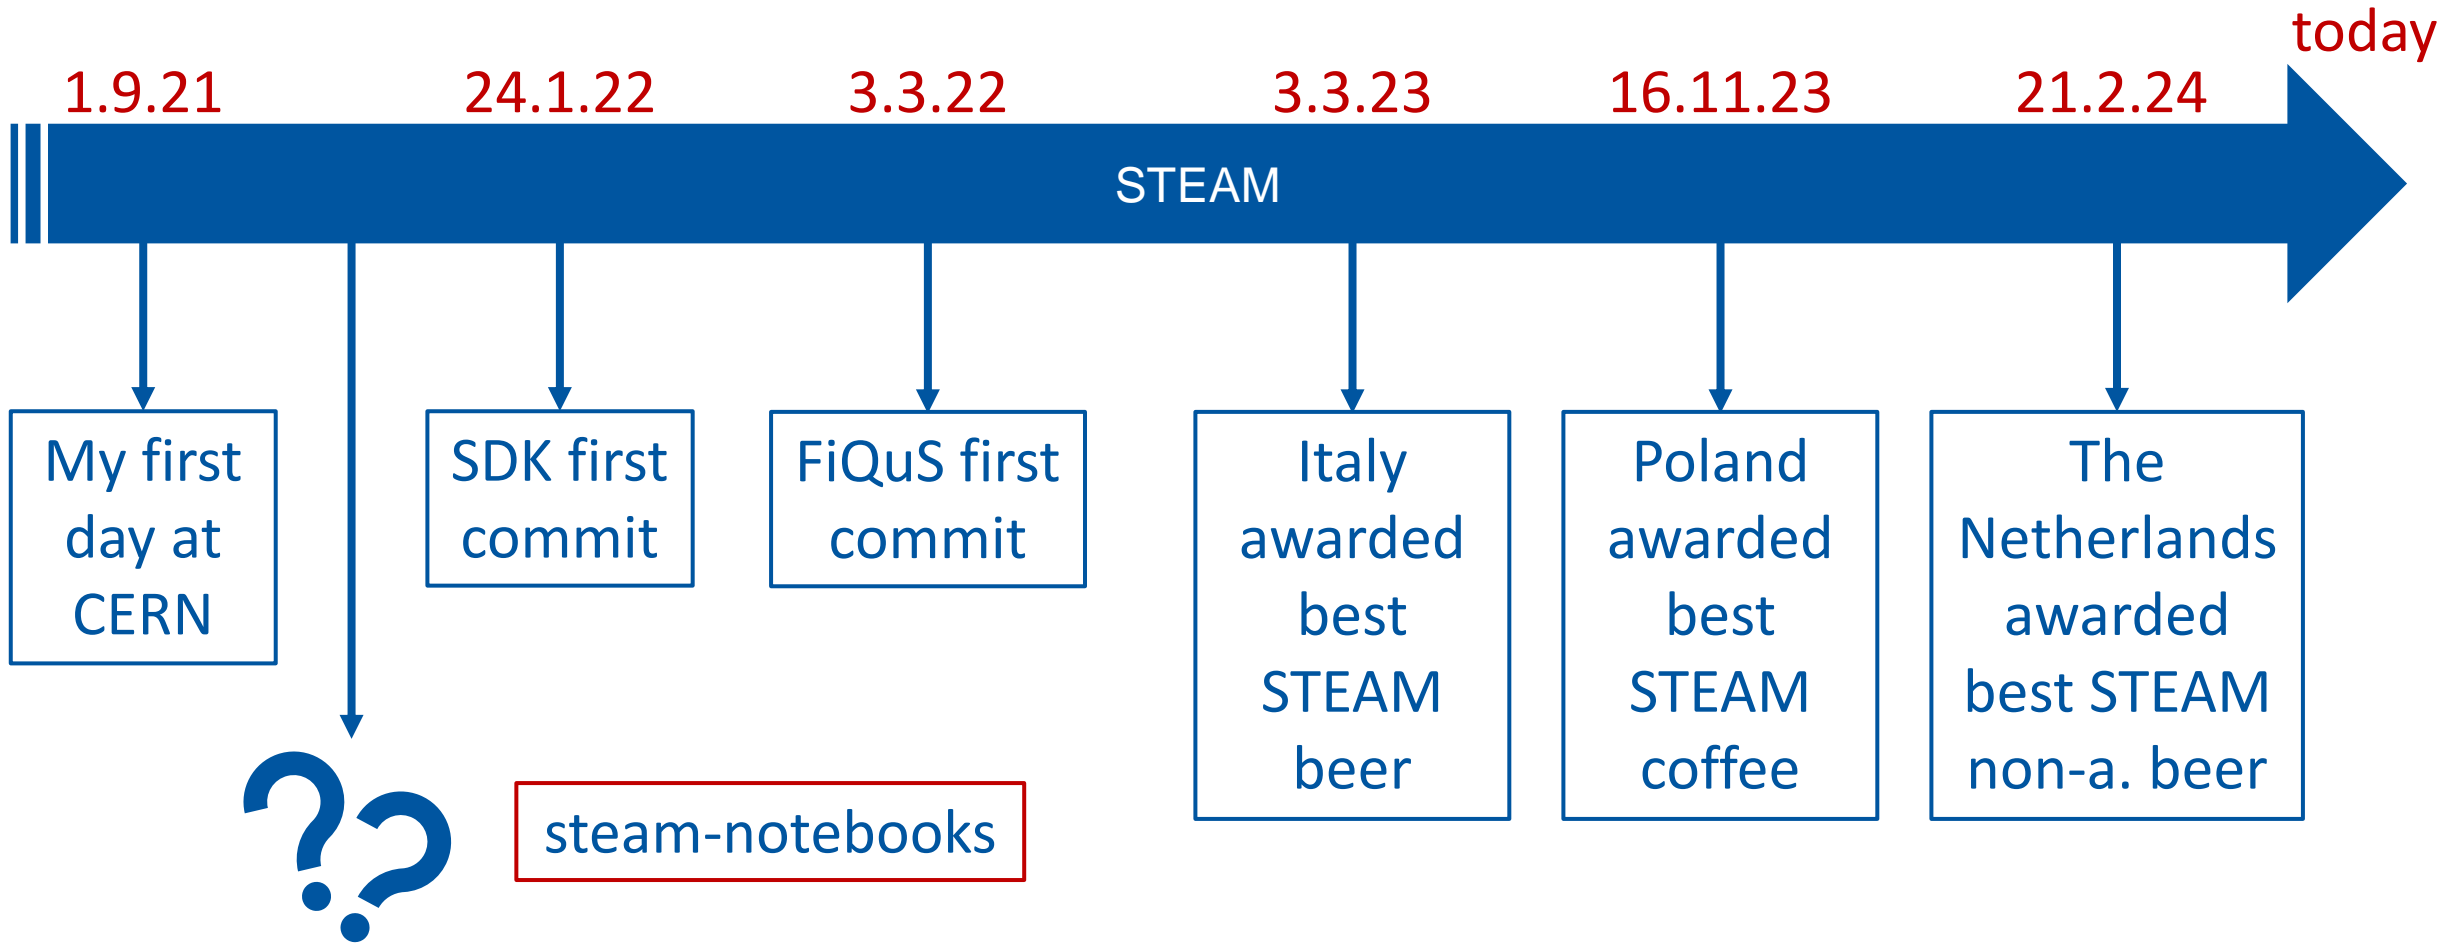 today
1.9.21
24.1.22
3.3.22
3.3.23
16.11.23
21.2.24
STEAM
My first
day at
CERN
SDK first
commit
FiQuS first
commit
Italy
awarded
best
STEAM
beer
Poland
awarded
best
STEAM
coffee
The
Netherlands
awarded
best STEAM
non-a. beer
??
steam-notebooks